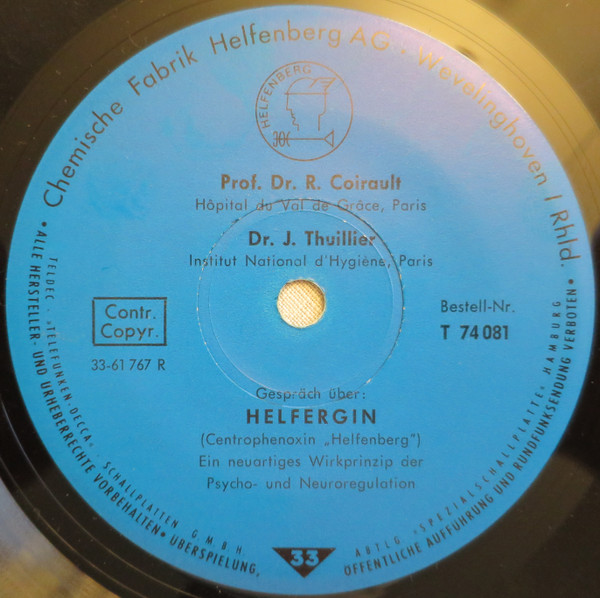 Chemische Fabrik Helfenberg AG · Wevelinghoven / Rhld.
HELFENBERG
Prof. Dr. R. Coirault
Hôpital du Val de Grâce, Paris
Dr. J. Thuillier
Institut National d'Hygiéne, Paris
Contr.
Copyr.
33-61 767 R
Bestell-Nr.
T 74 081
Gespräch über:
HELFERGIN
(Centrophenoxin „Helfenberg")
Ein neuartiges Wirkprinzip der
Psycho- und Neuroregulation
33
TELDEC · »TELEFUNKEN-DECCA« · SCHALLPLATTEN G.M.B.H. ABTLG »SPEZIALSCHALLPLATTE« HAMBURG
• ALLE HERSTELLER- UND URHEBERRECHTE VORBEHALTEN • ÜBERSPIELUNG, ÖFFENTLICHE AUFFÜHRUNG UND RUNDFUNKSENDUNG VERBOTEN •